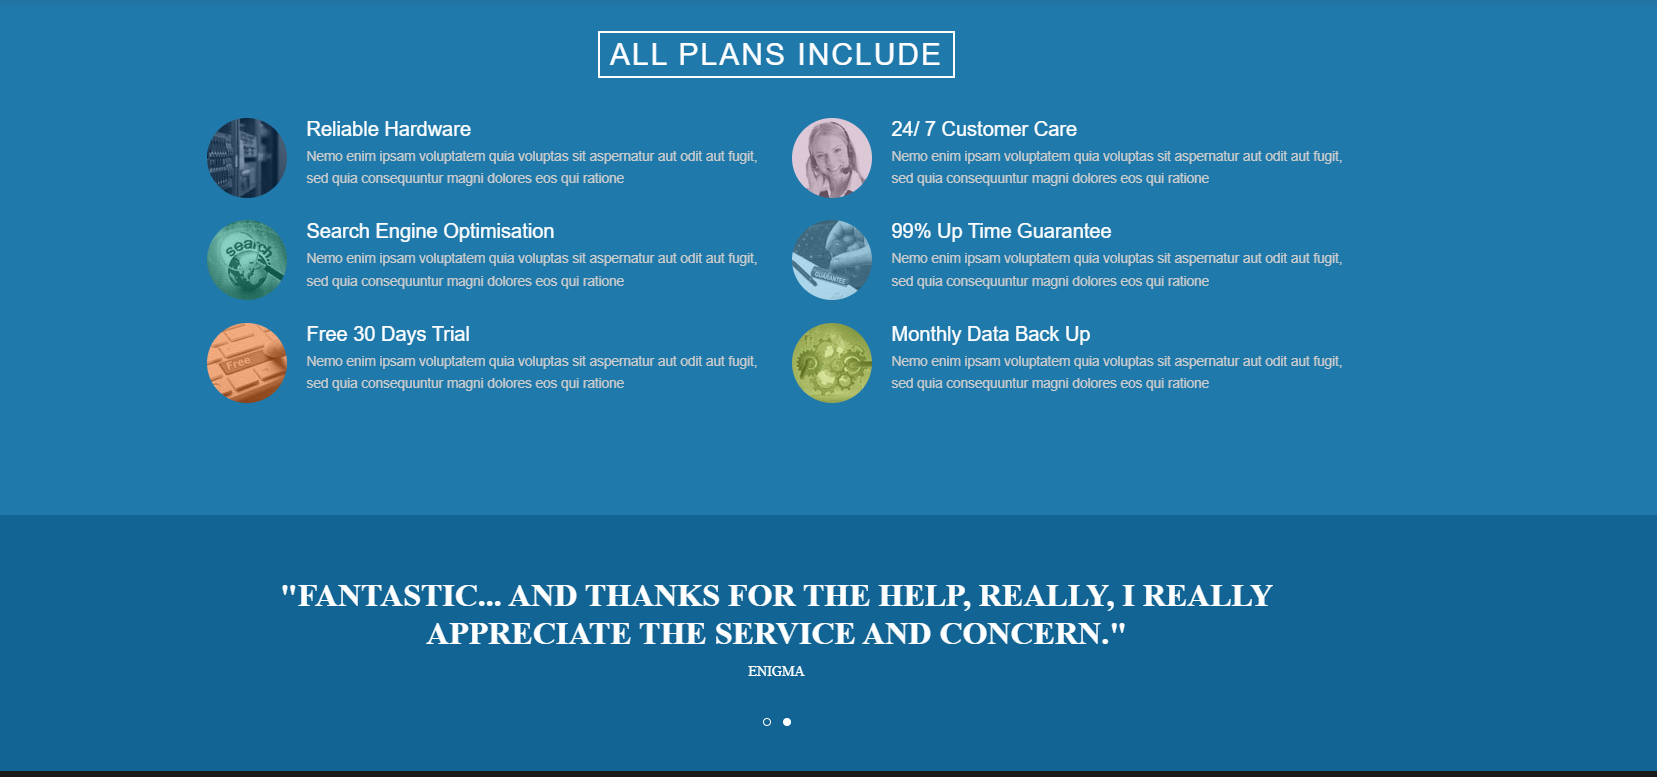 ALL PLANS INCLUDE
Reliable Hardware
Nemo enim ipsam voluptatem quia voluptas sit aspernatur aut odit aut fugit,
sed quia consequuntur magni dolores eos qui ratione
24/ 7 Customer Care
Nemo enim ipsam voluptatem quia voluptas sit aspernatur aut odit aut fugit,
sed quia consequuntur magni dolores eos qui ratione
search
Search Engine Optimisation
Nemo enim ipsam voluptatem quia voluptas sit aspernatur aut odit aut fugit,
sed quia consequuntur magni dolores eos qui ratione
GUARANTEE
99% Up Time Guarantee
Nemo enim ipsam voluptatem quia voluptas sit aspernatur aut odit aut fugit,
sed quia consequuntur magni dolores eos qui ratione
Free
Free 30 Days Trial
Nemo enim ipsam voluptatem quia voluptas sit aspernatur aut odit aut fugit,
sed quia consequuntur magni dolores eos qui ratione
Monthly Data Back Up
Nemo enim ipsam voluptatem quia voluptas sit aspernatur aut odit aut fugit,
sed quia consequuntur magni dolores eos qui ratione
"FANTASTIC... AND THANKS FOR THE HELP, REALLY, I REALLY
APPRECIATE THE SERVICE AND CONCERN."
ENIGMA